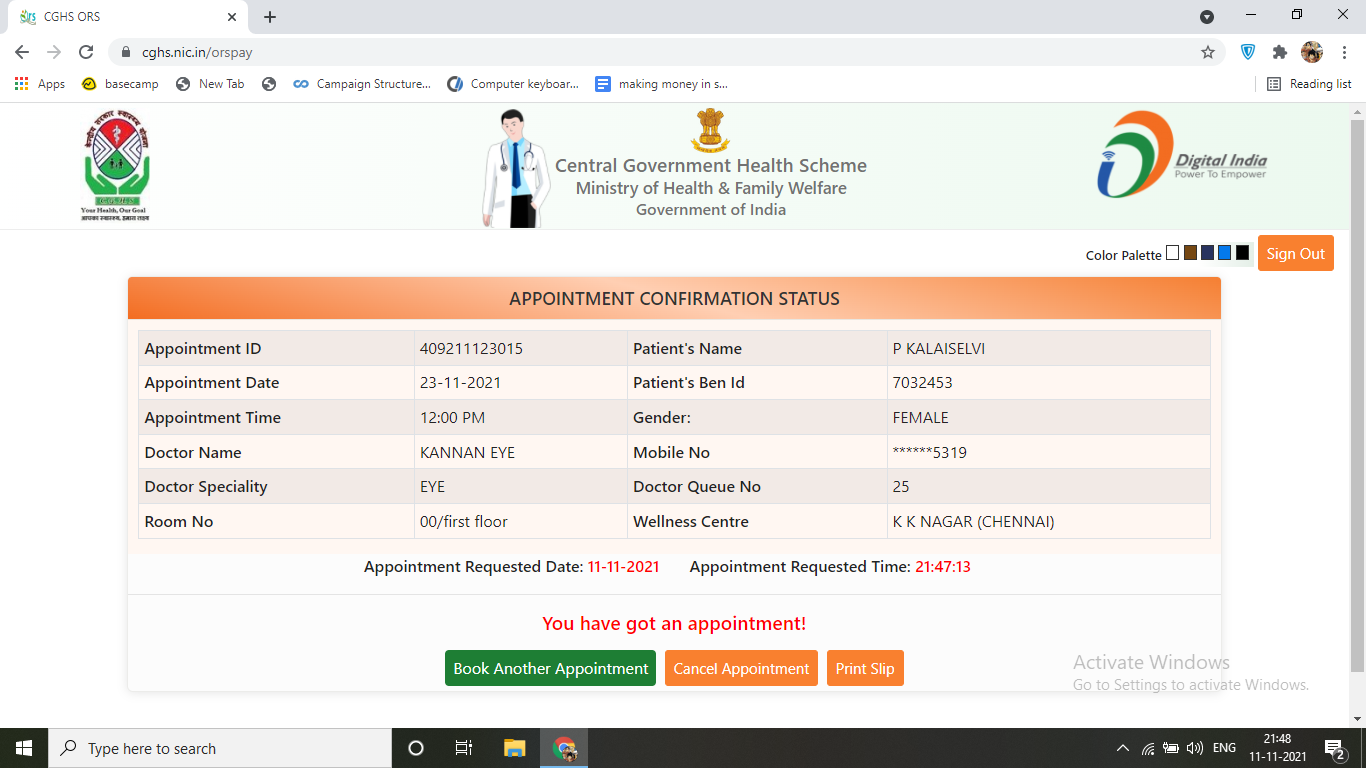 CGHS ORS
cghs.nic.in/orspay
Apps basecamp New Tab Campaign Structure... Computer keyboar... making money in s... Reading list
केन्द्रीय सरकार स्वास्थ्य योजना
Your Health, Our Goal
आपका स्वास्थ्य, हमारा लक्ष्य
Central Government Health Scheme
Ministry of Health & Family Welfare
Government of India
Digital India
Power To Empower
Color Palette Sign Out
APPOINTMENT CONFIRMATION STATUS
Appointment ID 409211123015 Patient's Name P KALAISELVI
Appointment Date 23-11-2021 Patient's Ben Id 7032453
Appointment Time 12:00 PM Gender: FEMALE
Doctor Name KANNAN EYE Mobile No ******5319
Doctor Speciality EYE Doctor Queue No 25
Room No 00/first floor Wellness Centre K K NAGAR (CHENNAI)
Appointment Requested Date: 11-11-2021 Appointment Requested Time: 21:47:13
You have got an appointment!
Book Another Appointment Cancel Appointment Print Slip
Activate Windows
Go to Settings to activate Windows.
Type here to search
ENG
21:48
11-11-2021
2